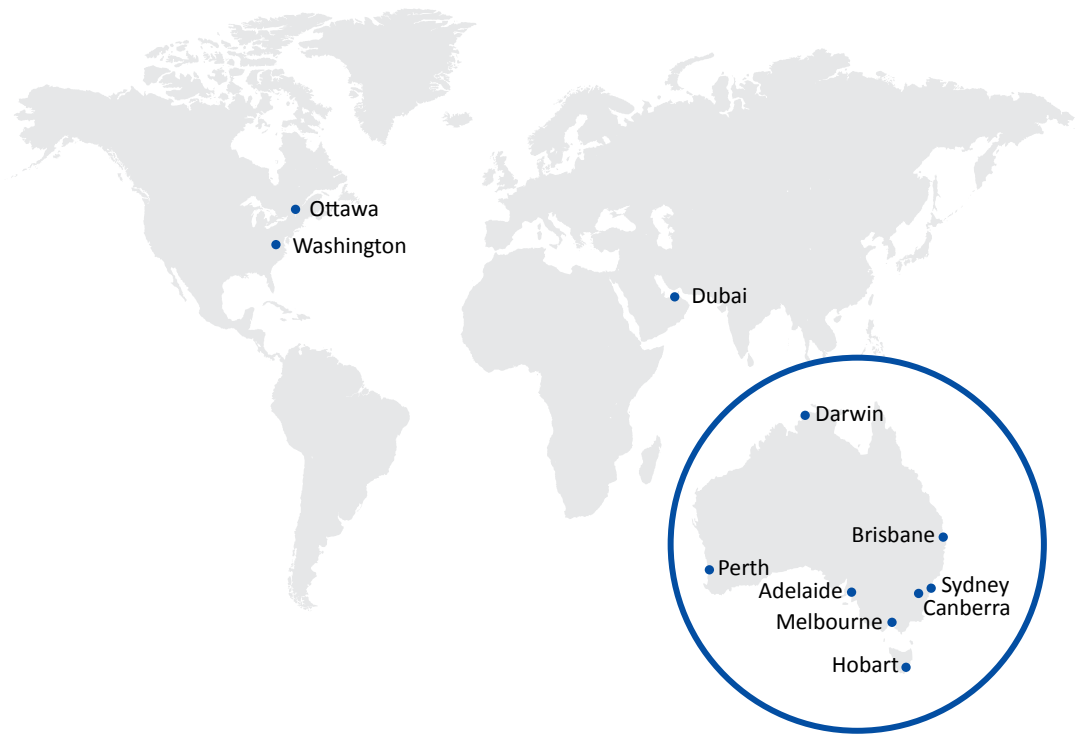 Ottawa
Washington
Dubai
Darwin
Brisbane
Perth
Adelaide
Sydney
Canberra
Melbourne
Hobart